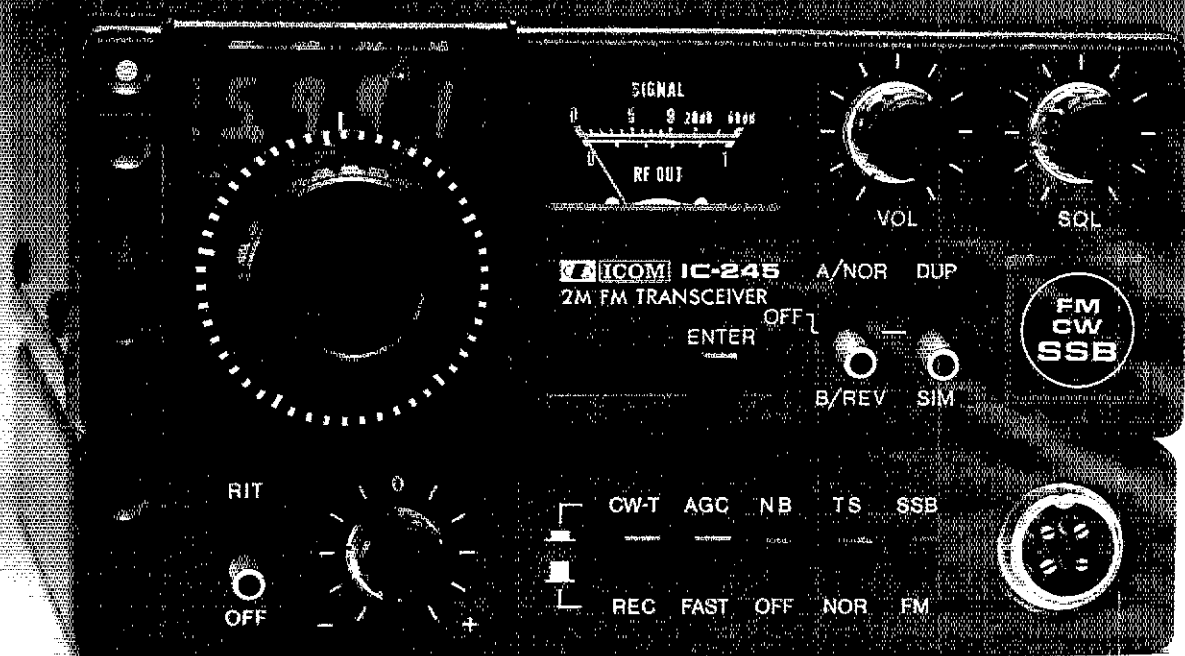 SIGNAL
0 5 9 20dB 60dB
0 1
RF OUT
VOL SQL
ICOM IC-245
2M FM TRANSCEIVER
A/NOR DUP
OFF
ENTER
B/REV SIM
FM
CW
SSB
RIT
0
OFF
- +
CW-T AGC NB TS SSB
REC FAST OFF NOR FM